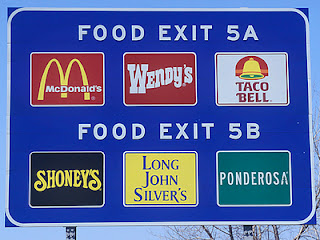 FOOD EXIT 5A
McDonald's
WENDY'S
TACO
BELL
FOOD EXIT 5B
SHONEY'S
LONG
JOHN
SILVER'S
PONDEROSA